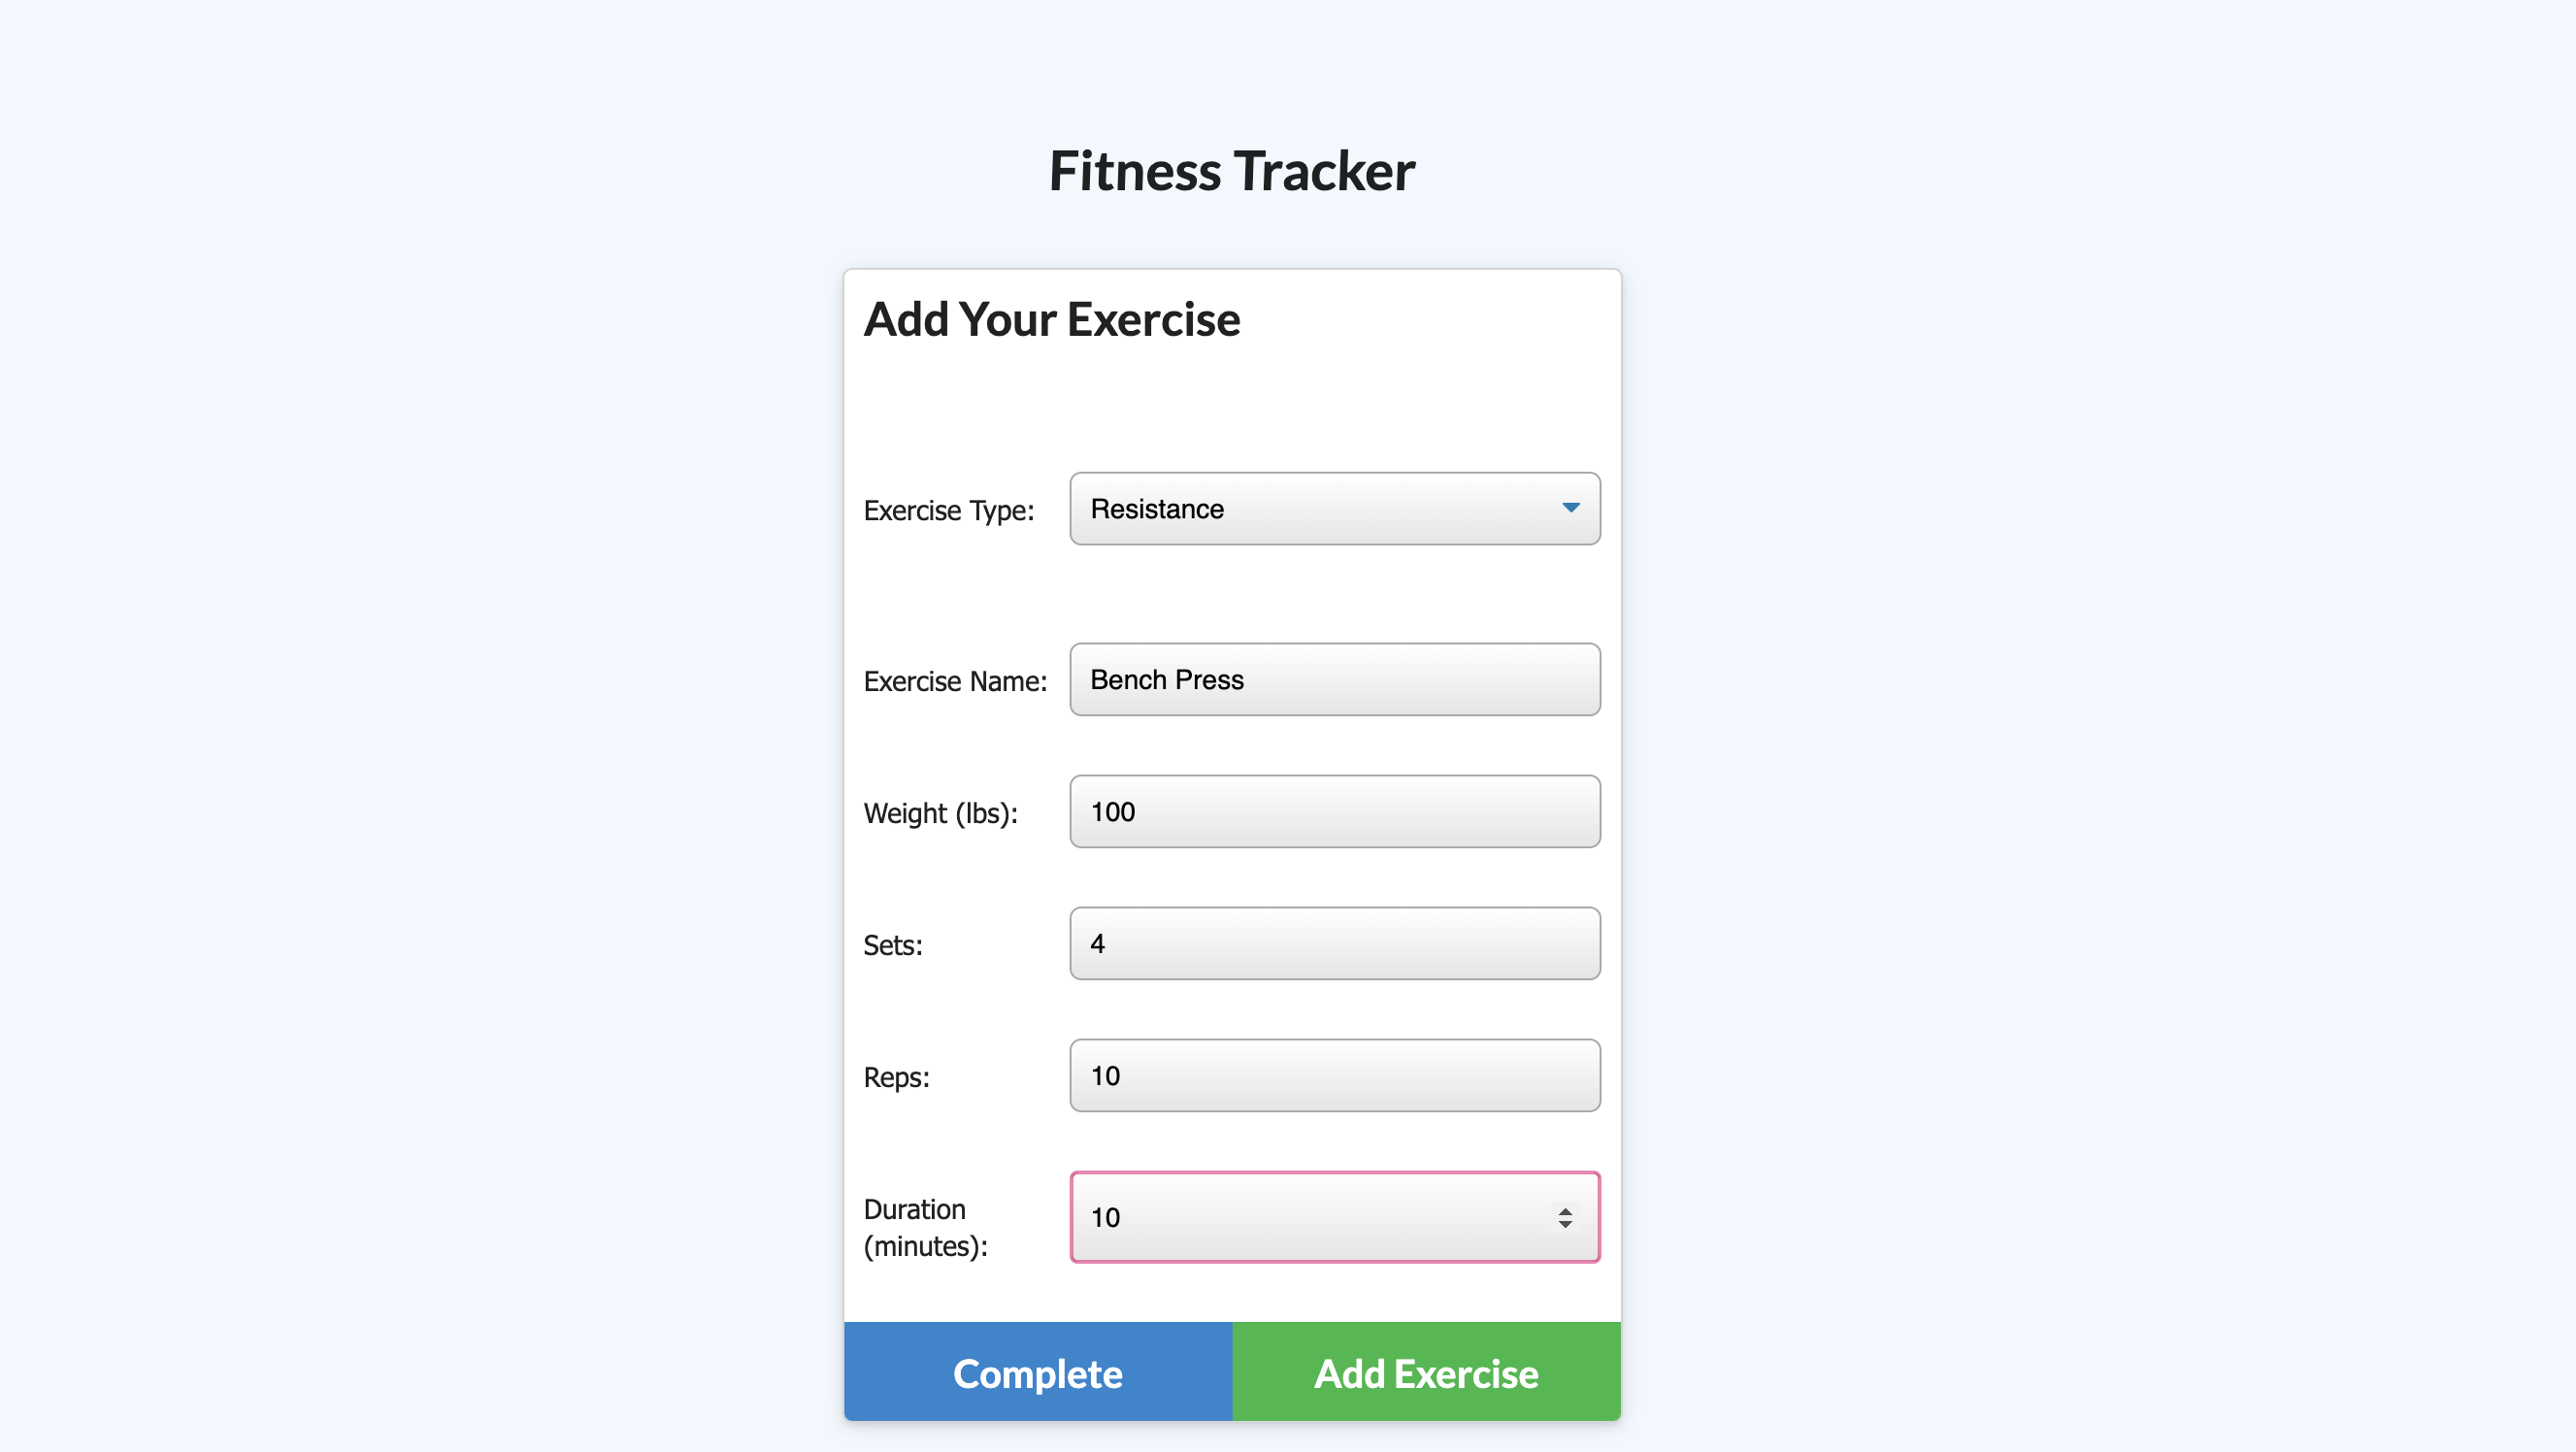 Fitness Tracker
Add Your Exercise
Exercise Type: Resistance
Exercise Name: Bench Press
Weight (lbs): 100
Sets: 4
Reps: 10
Duration
(minutes): 10
Complete Add Exercise